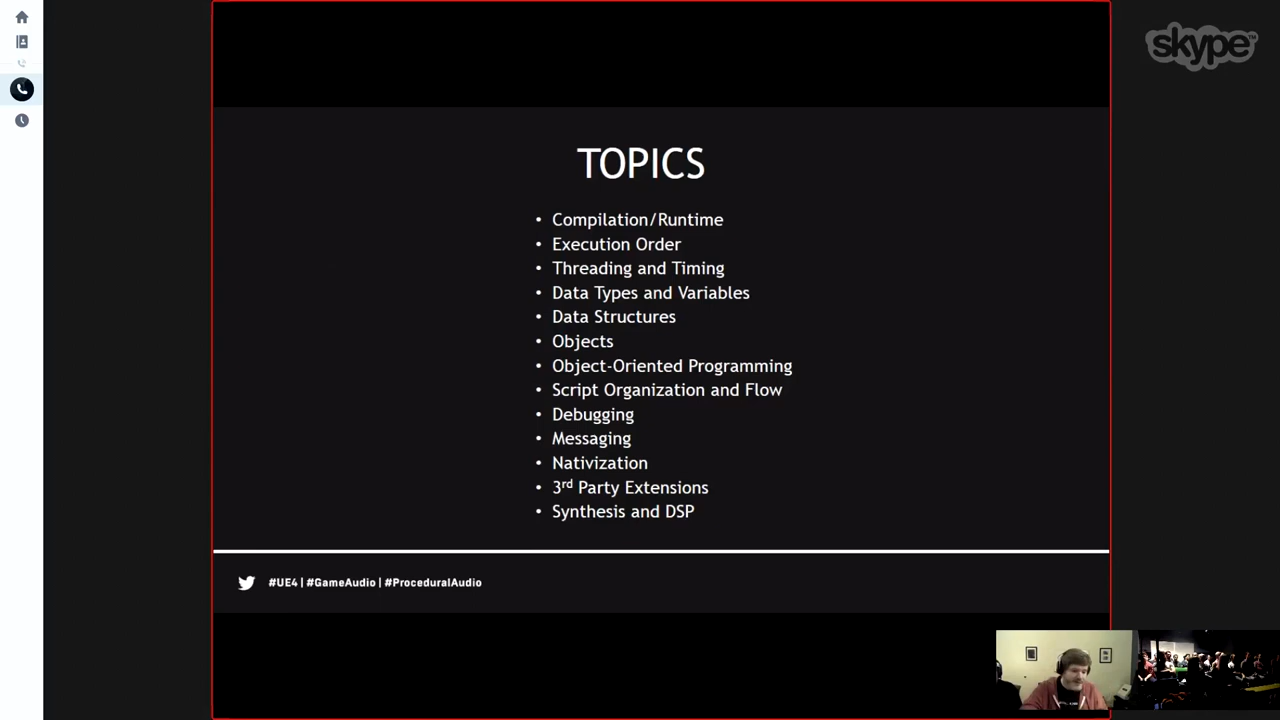 skype™
TOPICS
• Compilation/Runtime
• Execution Order
• Threading and Timing
• Data Types and Variables
• Data Structures
• Objects
• Object-Oriented Programming
• Script Organization and Flow
• Debugging
• Messaging
• Nativization
• 3rd Party Extensions
• Synthesis and DSP
#UE4 | #GameAudio | #ProceduralAudio